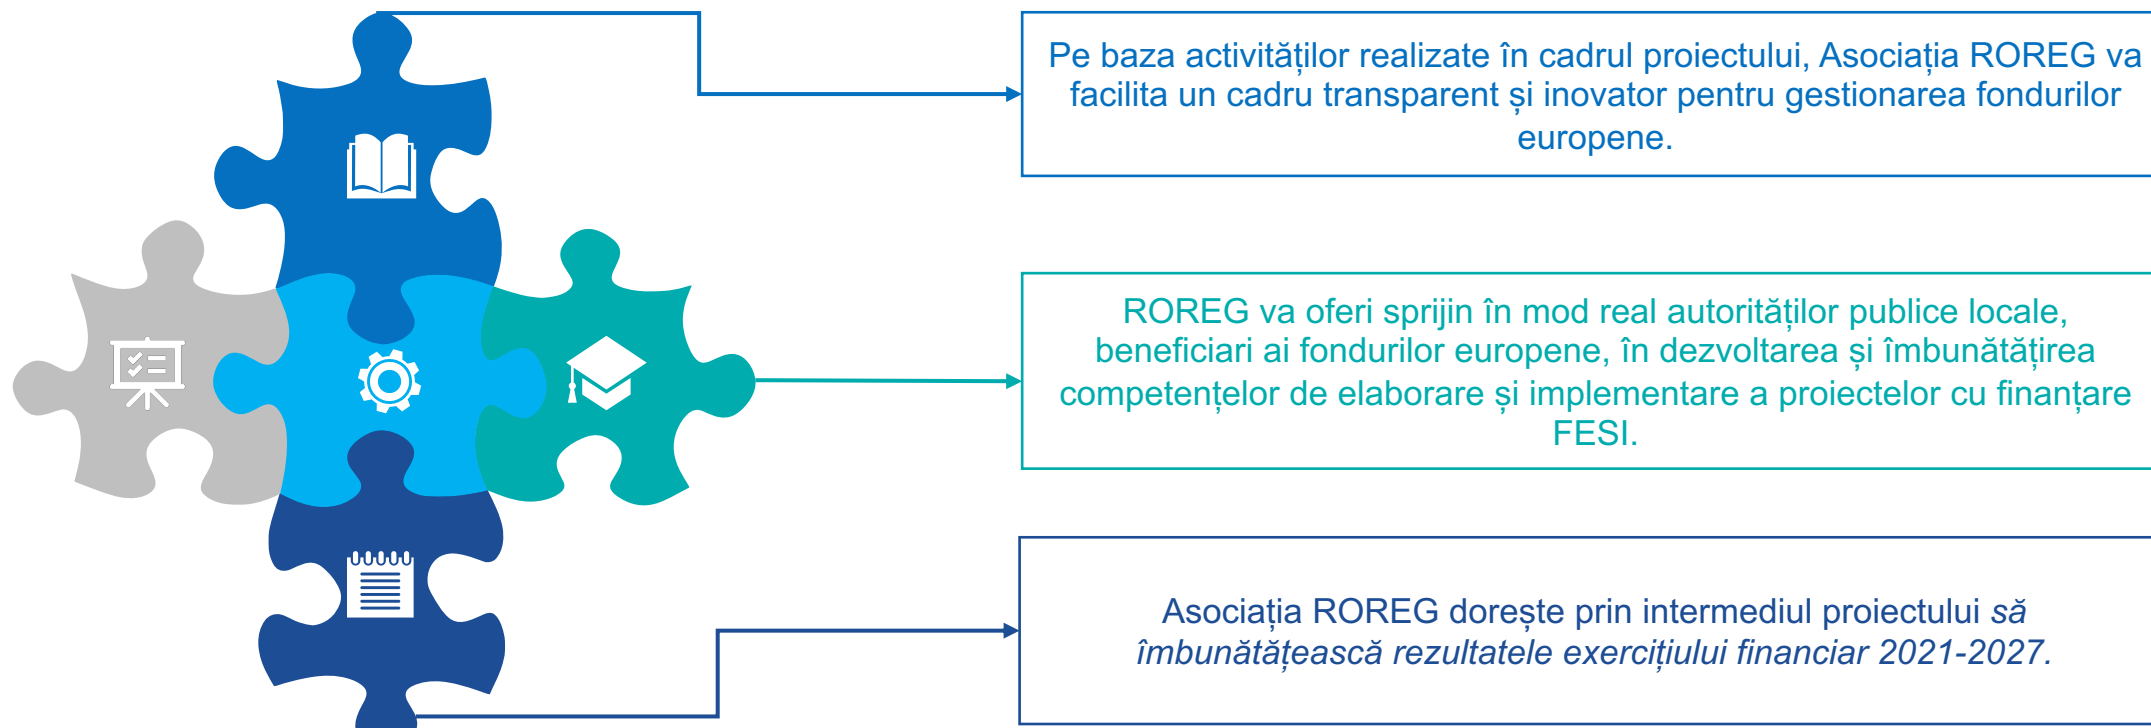 Pe baza activităților realizate în cadrul proiectului, Asociația ROREG va
facilita un cadru transparent și inovator pentru gestionarea fondurilor
europene.
ROREG va oferi sprijin în mod real autorităților publice locale,
beneficiari ai fondurilor europene, în dezvoltarea și îmbunătățirea
competențelor de elaborare și implementare a proiectelor cu finanțare
FESI.
Asociația ROREG dorește prin intermediul proiectului să
îmbunătățească rezultatele exercițiului financiar 2021-2027.